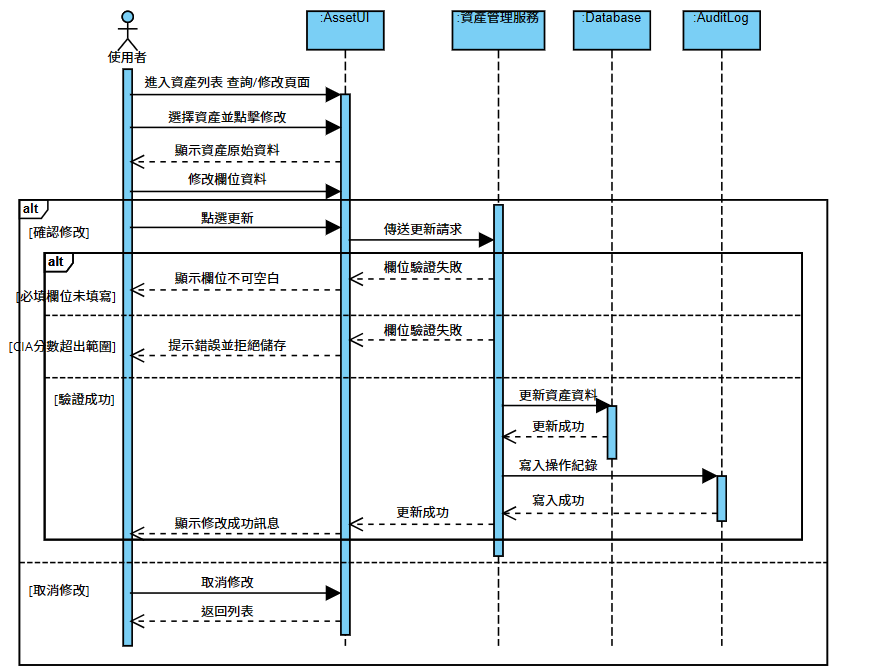 :AssetUI
:資產管理服務
:Database
:AuditLog
使用者
進入資產列表 查詢/修改頁面
選擇資產並點擊修改
顯示資產原始資料
修改欄位資料
alt
點選更新
[確認修改]
傳送更新請求
alt
欄位驗證失敗
顯示欄位不可空白
[必填欄位未填寫]
欄位驗證失敗
[CIA分數超出範圍]
提示錯誤並拒絕儲存
[驗證成功]
更新資產資料
更新成功
寫入操作紀錄
寫入成功
更新成功
顯示修改成功訊息
取消修改
[取消修改]
返回列表